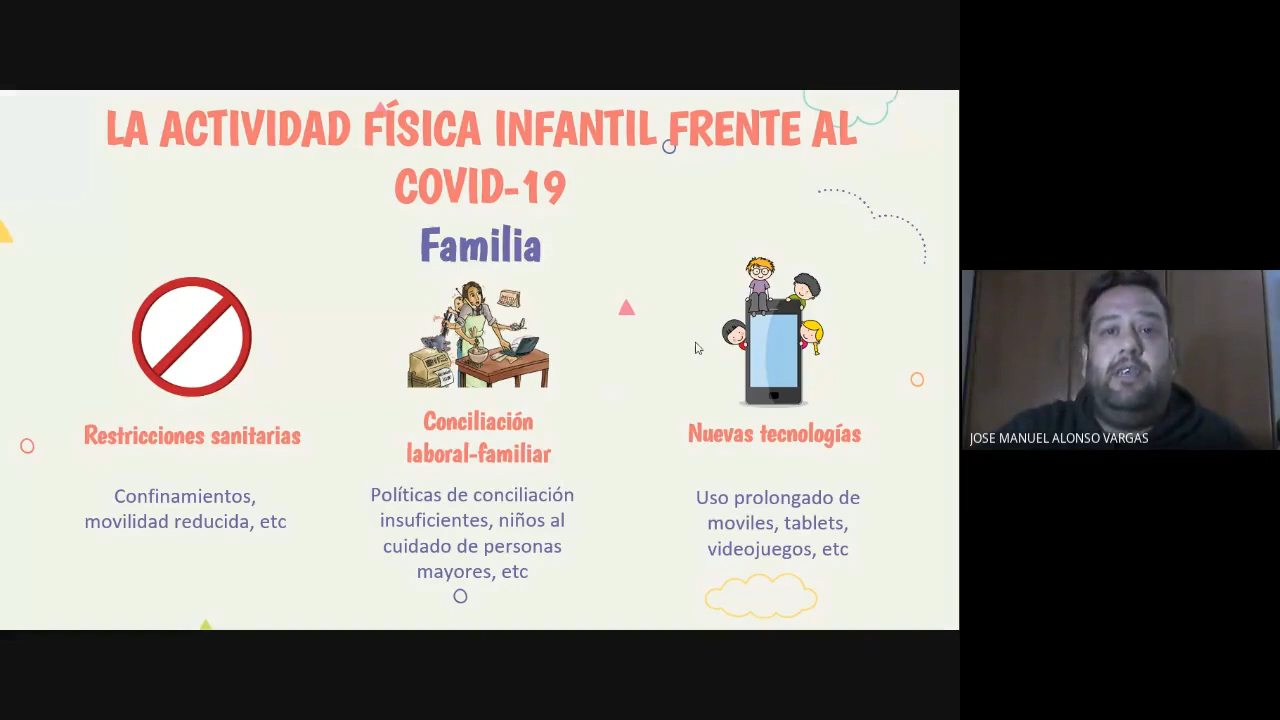 LA ACTIVIDAD FÍSICA INFANTIL FRENTE AL
COVID-19
Familia
Restricciones sanitarias
Confinamientos,
movilidad reducida, etc
Conciliación
laboral-familiar
Políticas de conciliación
insuficientes, niños al
cuidado de personas
mayores, etc
Nuevas tecnologías
Uso prolongado de
moviles, tablets,
videojuegos, etc
JOSE MANUEL ALONSO VARGAS